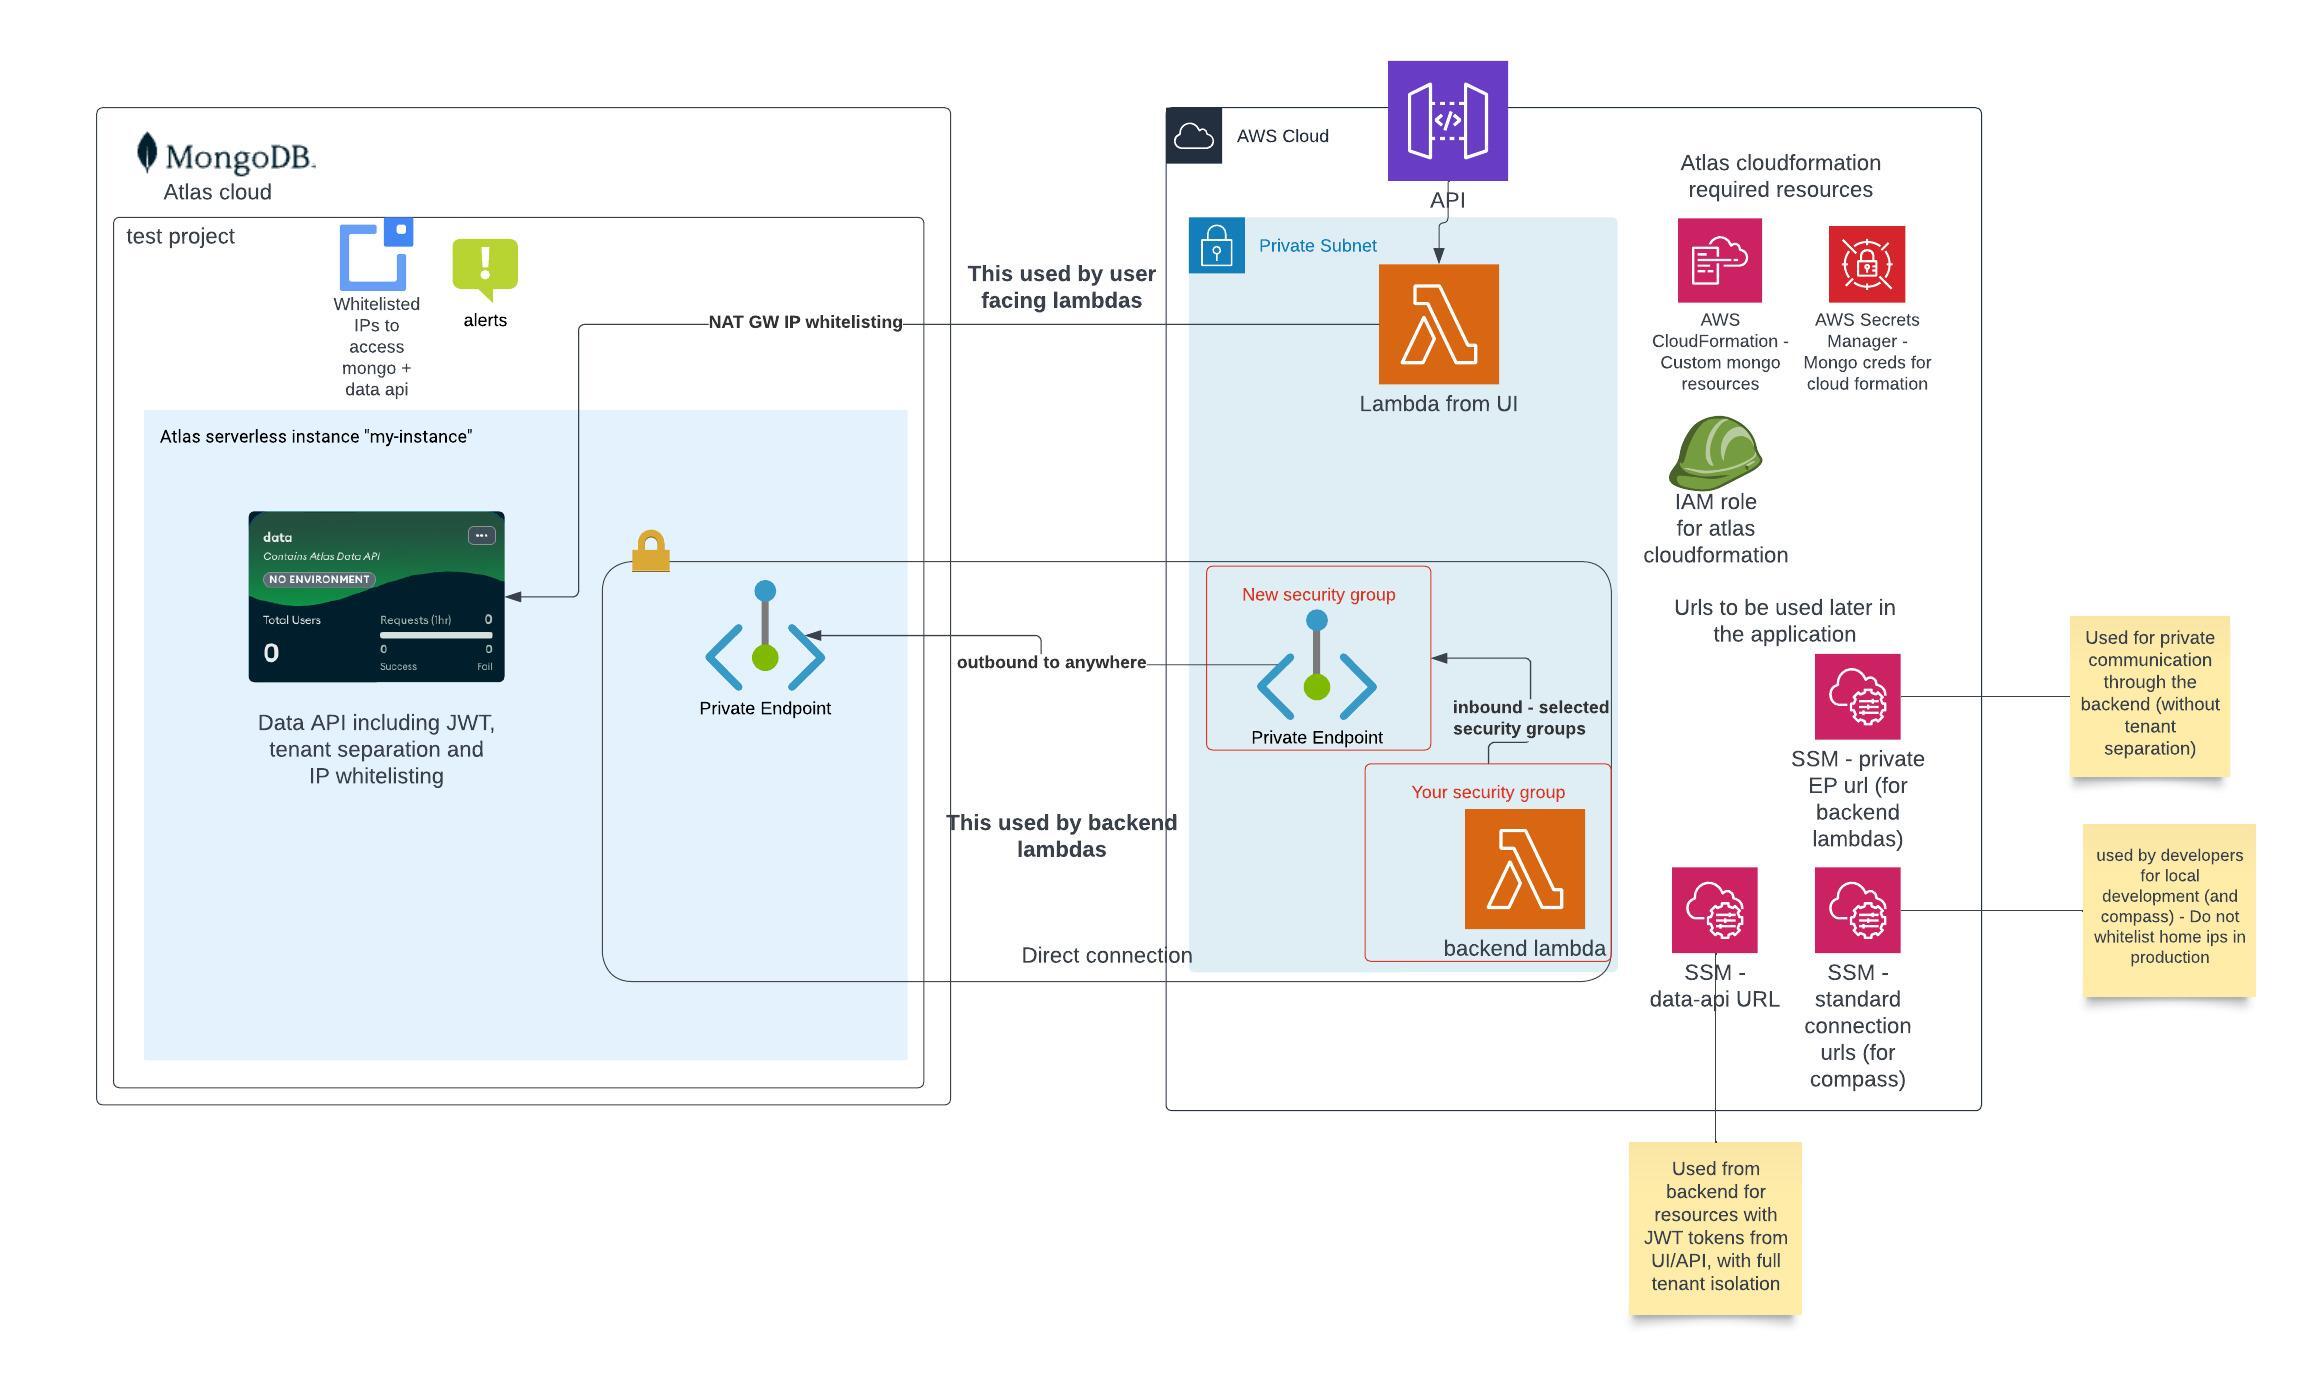 MongoDB
Atlas cloud
test project
Whitelisted
IPs to
access
mongo +
data api
alerts
Atlas serverless instance "my-instance"
data
Contains Atlas Data API
NO ENVIRONMENT
Total Users
0
Requests (1hr) 0
0 0
Success Fail
Data API including JWT,
tenant separation and
IP whitelisting
Private Endpoint
This used by user
facing lambdas
NAT GW IP whitelisting
outbound to anywhere
This used by backend
lambdas
Direct connection
AWS Cloud
API
Private Subnet
Lambda from UI
New security group
Private Endpoint
inbound - selected
security groups
Your security group
backend lambda
Atlas cloudformation
required resources
AWS
CloudFormation -
Custom mongo
resources
AWS Secrets
Manager -
Mongo creds for
cloud formation
IAM role
for atlas
cloudformation
Urls to be used later in
the application
SSM - private
EP url (for
backend
lambdas)
SSM -
data-api URL
SSM -
standard
connection
urls (for
compass)
Used for private
communication
through the
backend (without
tenant
separation)
used by developers
for local
development (and
compass) - Do not
whitelist home ips in
production
Used from
backend for
resources with
JWT tokens from
UI/API, with full
tenant isolation